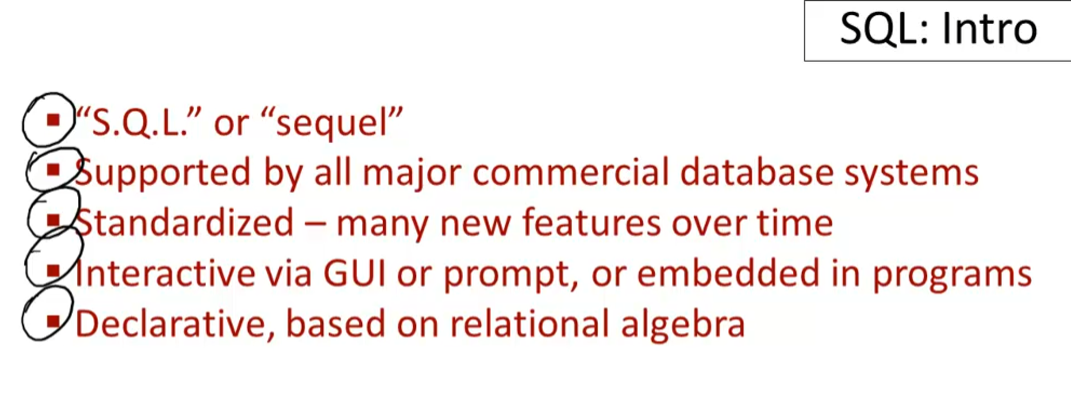 SQL: Intro
▪ “S.Q.L.” or “sequel”
▪ Supported by all major commercial database systems
▪ Standardized – many new features over time
▪ Interactive via GUI or prompt, or embedded in programs
▪ Declarative, based on relational algebra